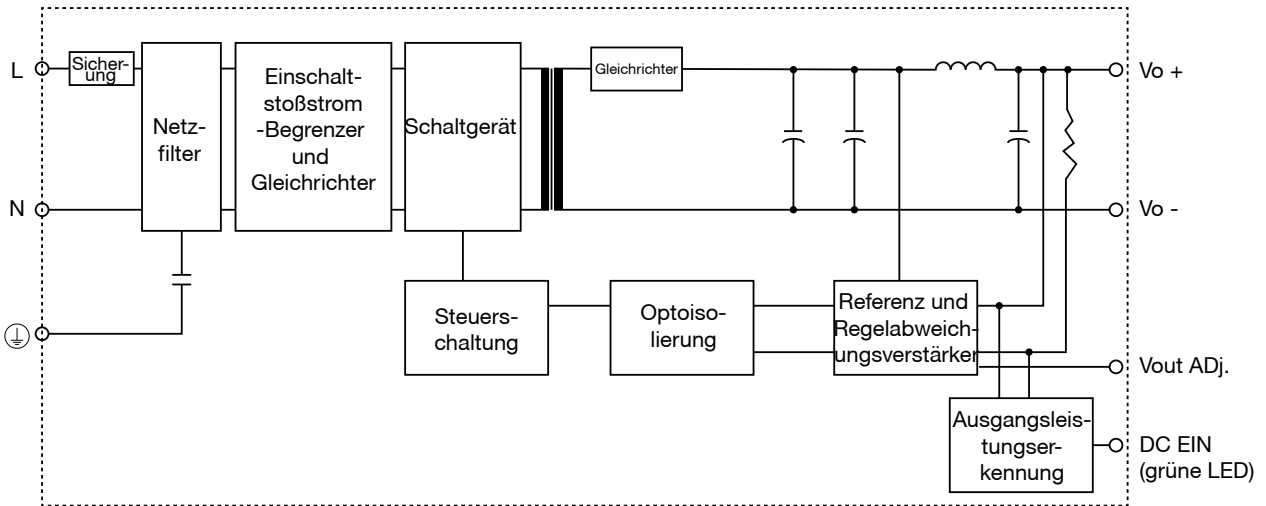 L
Sicher-
ung
Netz-
filter
Einschalt-
stoßstrom
-Begrenzer
und
Gleichrichter
Schaltgerät
Gleichrichter
Vo +
N
Vo -
Steuers-
chaltung
Optoiso-
lierung
Referenz und
Regelabweich-
ungsverstärker
Vout ADj.
Ausgangsleis-
tungser-
kennung
DC EIN
(grüne LED)